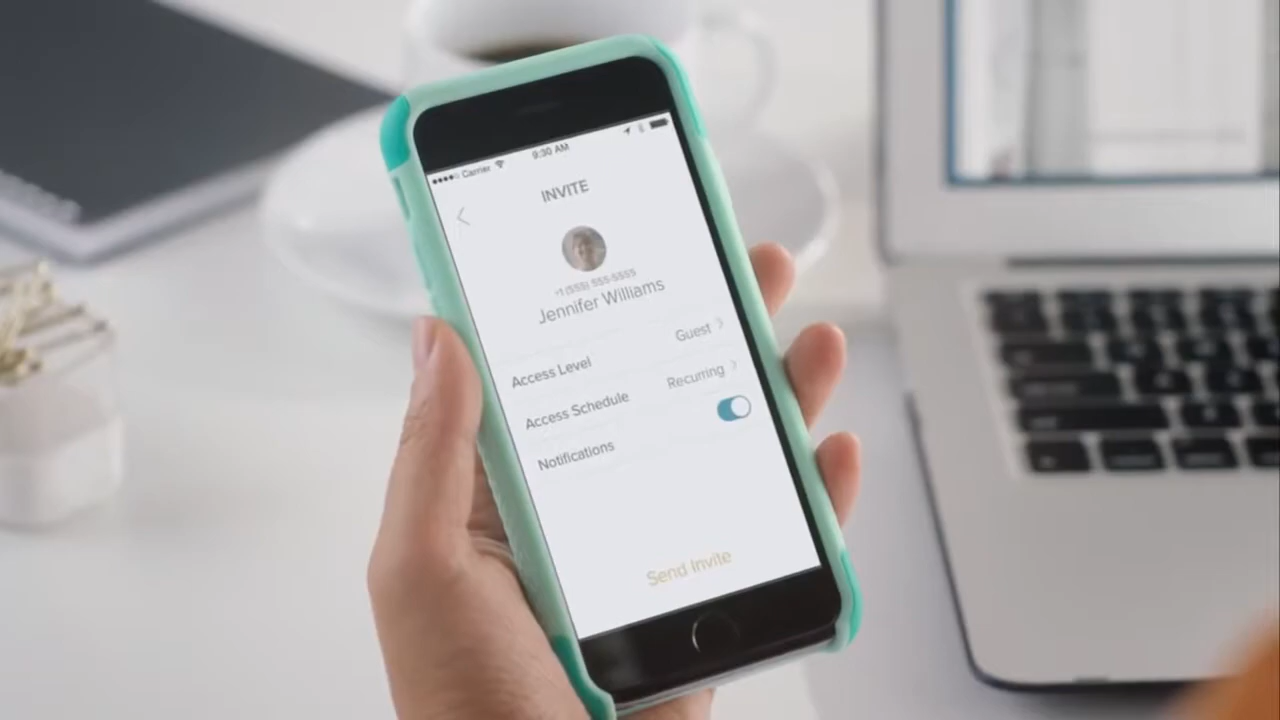 Carrier 9:30 AM
INVITE
+1 (555) 555-5555
Jennifer Williams
Access Level Guest
Access Schedule Recurring
Notifications
Send Invite